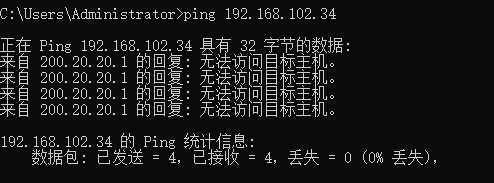 C:\Users\Administrator>ping 192.168.102.34
正在 Ping 192.168.102.34 具有 32 字节的数据:
来自 200.20.20.1 的回复: 无法访问目标主机。
来自 200.20.20.1 的回复: 无法访问目标主机。
来自 200.20.20.1 的回复: 无法访问目标主机。
来自 200.20.20.1 的回复: 无法访问目标主机。
192.168.102.34 的 Ping 统计信息:
数据包: 已发送 = 4, 已接收 = 4, 丢失 = 0 (0% 丢失),